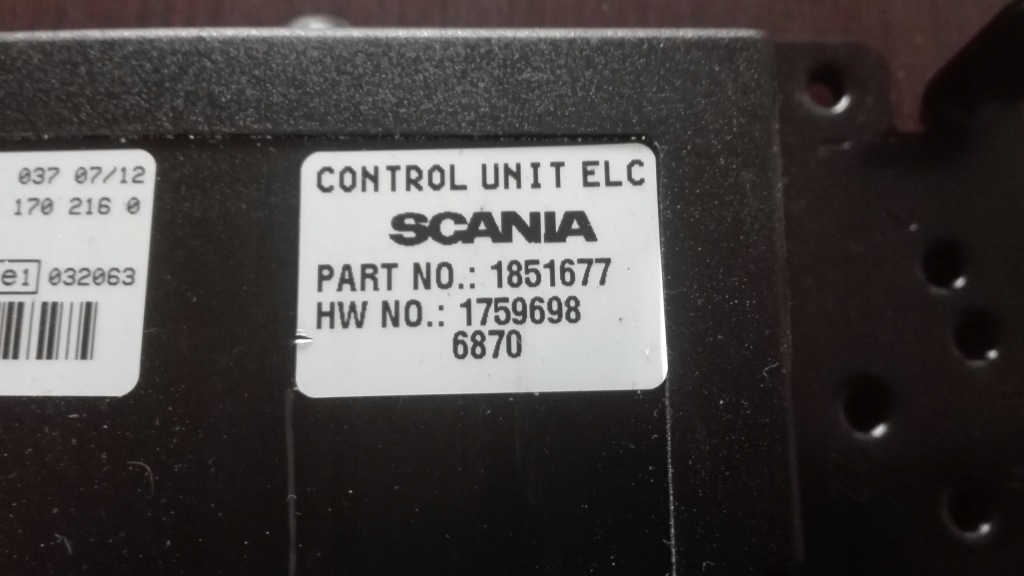 037 07/12
170 216 0
e1 032063
CONTROL UNIT ELC
SCANIA
PART NO.: 1851677
HW NO.: 1759698
6870